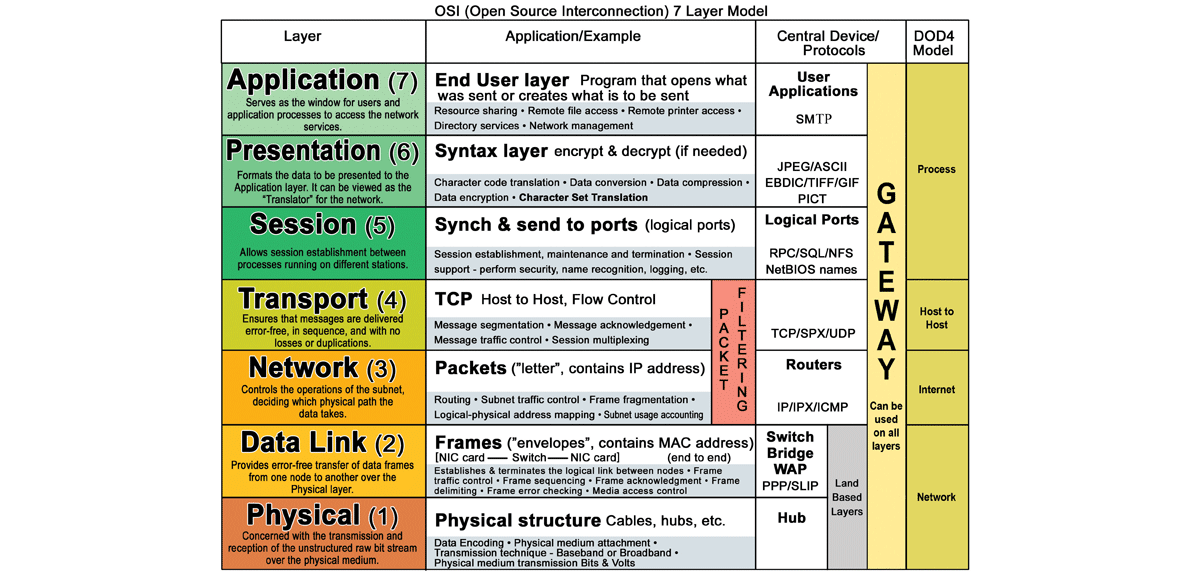 OSI (Open Source Interconnection) 7 Layer Model
Layer
Application/Example
Central Device/
Protocols
DOD4
Model
Application (7)
Serves as the window for users and
application processes to access the network
services.
End User layer Program that opens what
was sent or creates what is to be sent
Resource sharing • Remote file access • Remote printer access •
Directory services • Network management
User
Applications
SMTP
Presentation (6)
Formats the data to be presented to the
Application layer. It can be viewed as the
"Translator" for the network.
Syntax layer encrypt & decrypt (if needed)
Character code translation • Data conversion • Data compression •
Data encryption • Character Set Translation
JPEG/ASCII
EBDIC/TIFF/GIF
PICT
Session (5)
Allows session establishment between
processes running on different stations.
Synch & send to ports (logical ports)
Session establishment, maintenance and termination • Session
support - perform security, name recognition, logging, etc.
Logical Ports
RPC/SQL/NFS
NetBIOS names
Process
Transport (4)
Ensures that messages are delivered
error-free, in sequence, and with no
losses or duplications.
TCP Host to Host, Flow Control
Message segmentation • Message acknowledgement •
Message traffic control • Session multiplexing
TCP/SPX/UDP
Host to
Host
Network (3)
Controls the operations of the subnet,
deciding which physical path the
data takes.
Packets ("letter", contains IP address)
Routing • Subnet traffic control • Frame fragmentation •
Logical-physical address mapping • Subnet usage accounting
PACKET
FILTERING
Routers
IP/IPX/ICMP
Internet
Data Link (2)
Provides error-free transfer of data frames
from one node to another over the
Physical layer.
Frames ("envelopes", contains MAC address)
[NIC card —— Switch—— NIC card] (end to end)
Establishes & terminates the logical link between nodes • Frame
traffic control • Frame sequencing • Frame acknowledgment • Frame
delimiting • Frame error checking • Media access control
Switch
Bridge
WAP
PPP/SLIP
Physical (1)
Concerned with the transmission and
reception of the unstructured raw bit stream
over the physical medium.
Physical structure Cables, hubs, etc.
Data Encoding • Physical medium attachment •
Transmission technique - Baseband or Broadband •
Physical medium transmission Bits & Volts
Hub
Land
Based
Layers
GATEWAY
Can be
used
on all
layers
Network